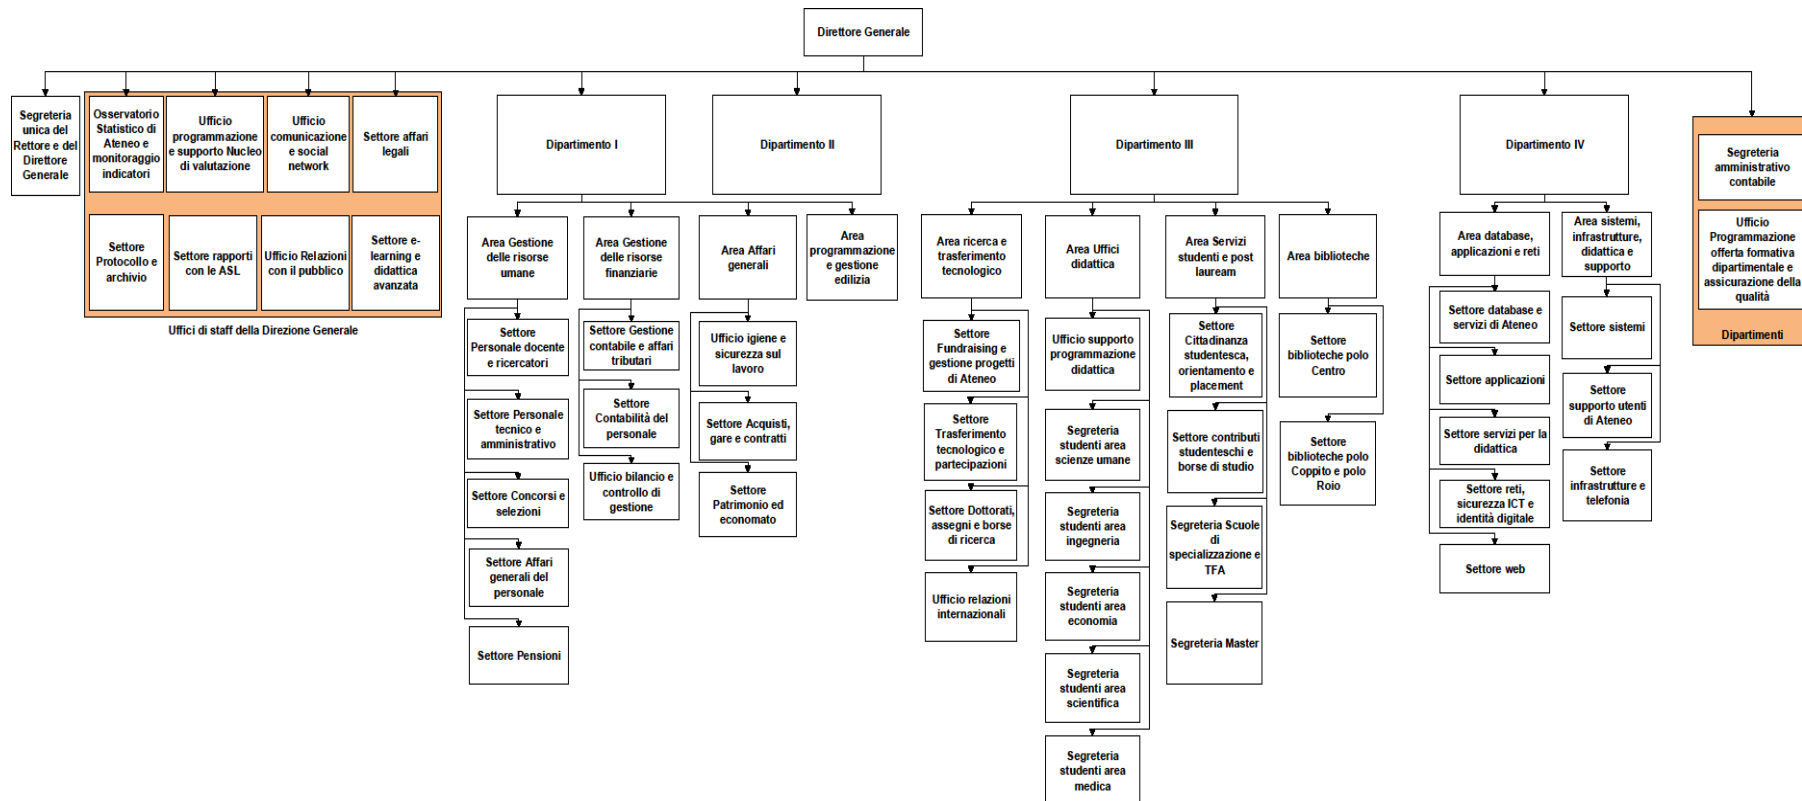 Direttore Generale
Segreteria
unica del
Rettore e del
Direttore
Generale
Osservatorio
Statistico di
Ateneo e
monitoraggio
indicatori
Ufficio
programmazione
e supporto Nucleo
di valutazione
Ufficio
comunicazione
e social
network
Settore affari
legali
Settore
Protocollo e
archivio
Settore rapporti
con le ASL
Ufficio Relazioni
con il pubblico
Settore e-
learning e
didattica
avanzata
Uffici di staff della Direzione Generale
Dipartimento I
Area Gestione
delle risorse
umane
Settore
Personale docente
e ricercatori
Settore Personale
tecnico e
amministrativo
Settore Concorsi e
selezioni
Settore Affari
generali del
personale
Settore Pensioni
Area Gestione
delle risorse
finanziarie
Settore Gestione
contabile e affari
tributari
Settore
Contabilità del
personale
Ufficio bilancio e
controllo di
gestione
Dipartimento II
Area Affari
generali
Ufficio igiene e
sicurezza sul
lavoro
Settore Acquisti,
gare e contratti
Settore
Patrimonio ed
economato
Area
programmazione
e gestione
edilizia
Dipartimento III
Area ricerca e
trasferimento
tecnologico
Settore
Fundraising e
gestione progetti
di Ateneo
Settore
Trasferimento
tecnologico e
partecipazioni
Settore Dottorati,
assegni e borse
di ricerca
Ufficio relazioni
internazionali
Area Uffici
didattica
Ufficio supporto
programmazione
didattica
Segreteria
studenti area
scienze umane
Segreteria
studenti area
ingegneria
Segreteria
studenti area
economia
Segreteria
studenti area
scientifica
Segreteria
studenti area
medica
Area Servizi
studenti e post
lauream
Settore
Cittadinanza
studentesca,
orientamento e
placement
Settore contributi
studenteschi e
borse di studio
Segreteria Scuole
di
specializzazione e
TFA
Segreteria Master
Area biblioteche
Settore
biblioteche polo
Centro
Settore
biblioteche polo
Coppito e polo
Roio
Dipartimento IV
Area database,
applicazioni e reti
Settore database e
servizi di Ateneo
Settore applicazioni
Settore servizi per la
didattica
Settore reti,
sicurezza ICT e
identità digitale
Settore web
Area sistemi,
infrastrutture,
didattica e
supporto
Settore sistemi
Settore
supporto utenti
di Ateneo
Settore
infrastrutture e
telefonia
Segreteria
amministrativo
contabile
Ufficio
Programmazione
offerta formativa
dipartimentale e
assicurazione della
qualità
Dipartimenti